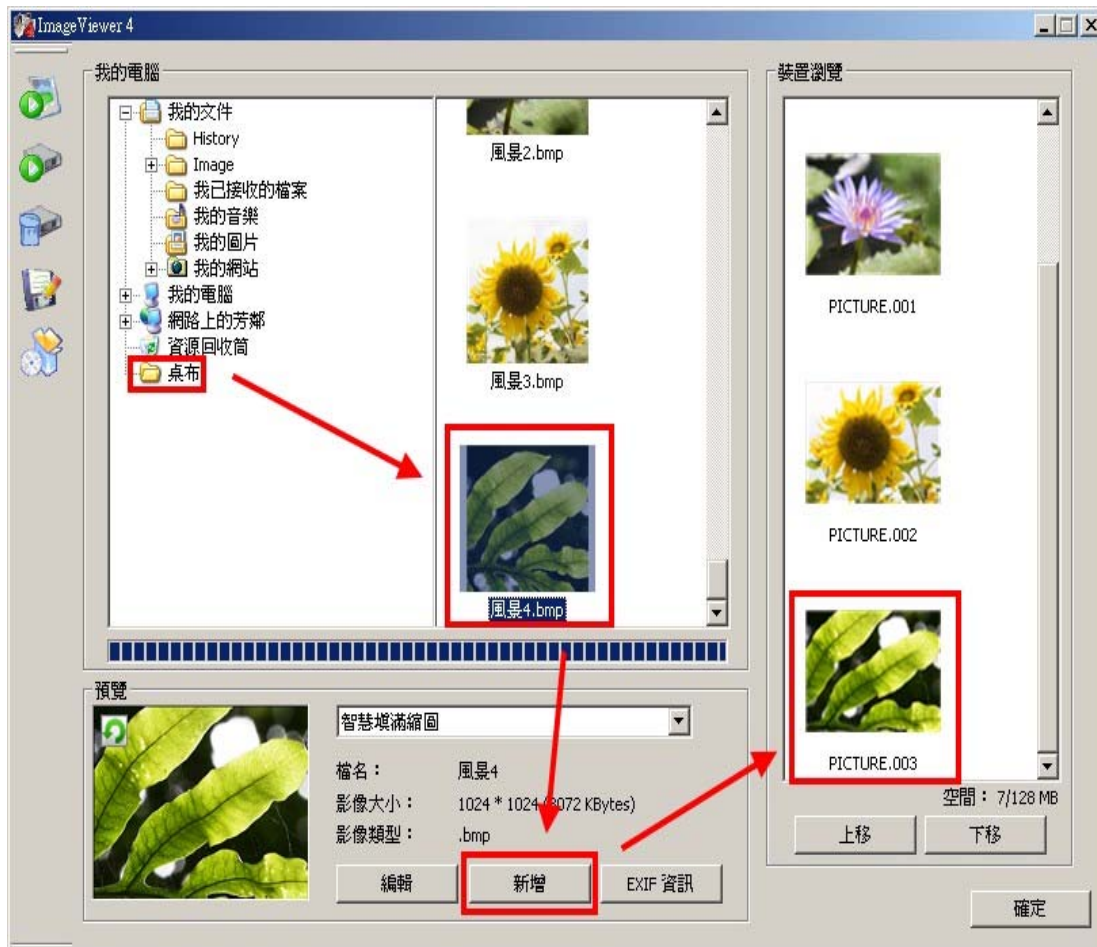 ImageViewer 4
我的電腦
我的文件
History
Image
我已接收的檔案
我的音樂
我的圖片
我的網站
我的電腦
網路上的芳鄰
資源回收筒
桌布
風景2.bmp
風景3.bmp
風景4.bmp
裝置瀏覽
PICTURE.001
PICTURE.002
PICTURE.003
空間： 7/128 MB
上移
下移
預覽
智慧填滿縮圖
檔名： 風景4
影像大小： 1024 * 1024 (3072 KBytes)
影像類型： .bmp
編輯
新增
EXIF 資訊
確定